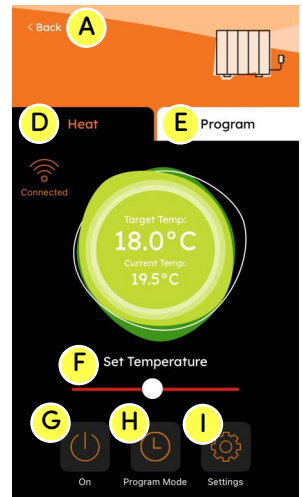 < Back A
D Heat E Program
Connected
Target Temp:
18.0°C
Current Temp:
19.5°C
F Set Temperature
G H I
On Program Mode Settings